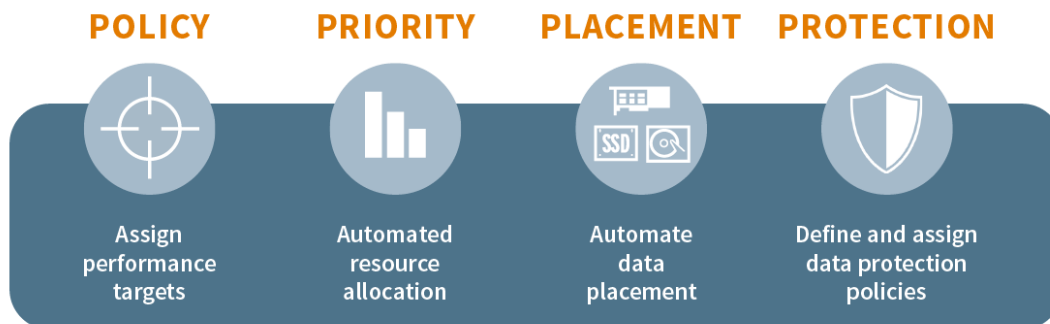 POLICY
PRIORITY
PLACEMENT
PROTECTION
SSD
Assign
performance
targets
Automated
resource
allocation
Automate
data
placement
Define and assign
data protection
policies